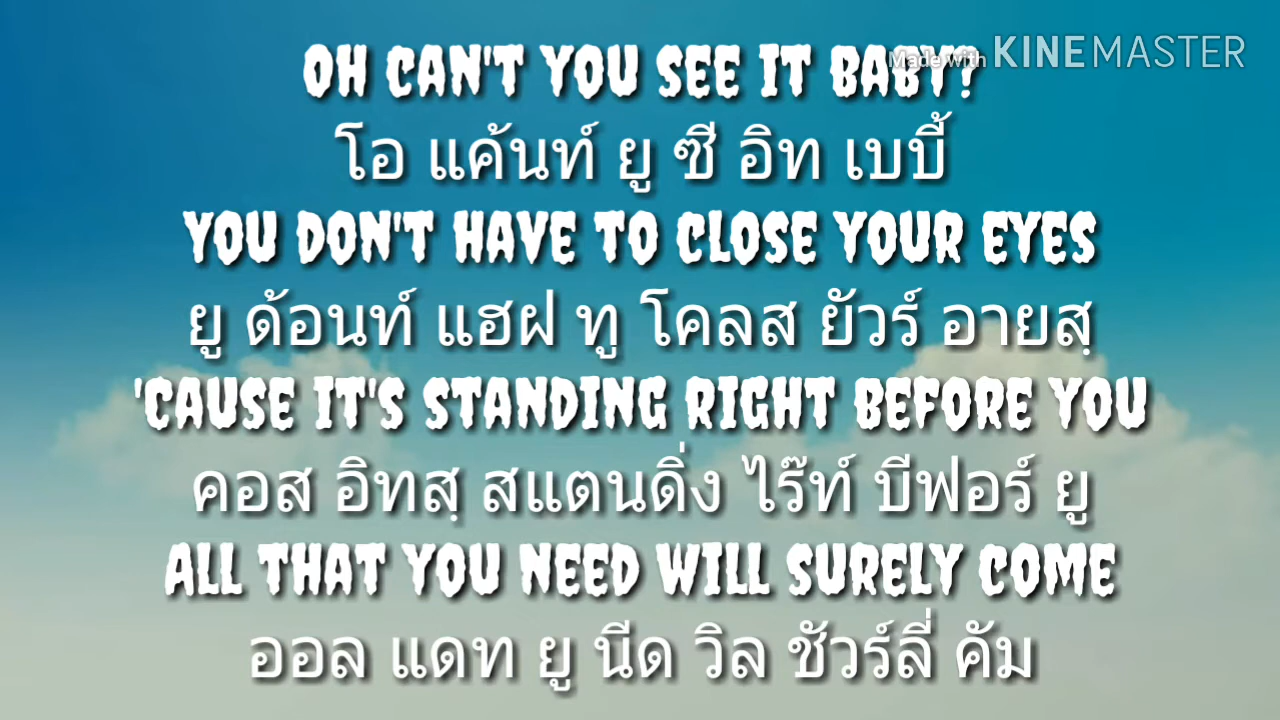 OH CAN'T YOU SEE IT BABY?
Made with KINEMASTER
โอ แค้นท์ ยู ซี อิท เบบี้
YOU DON'T HAVE TO CLOSE YOUR EYES
ยู ด้อนท์ แฮฝ ทู โคลส ยัวร์ อายสฺ
'CAUSE IT'S STANDING RIGHT BEFORE YOU
คอส อิทสฺ สแตนดิ่ง ไร๊ท์ บีฟอร์ ยู
ALL THAT YOU NEED WILL SURELY COME
ออล แดท ยู นีด วิล ชัวร์ลี่ คัม